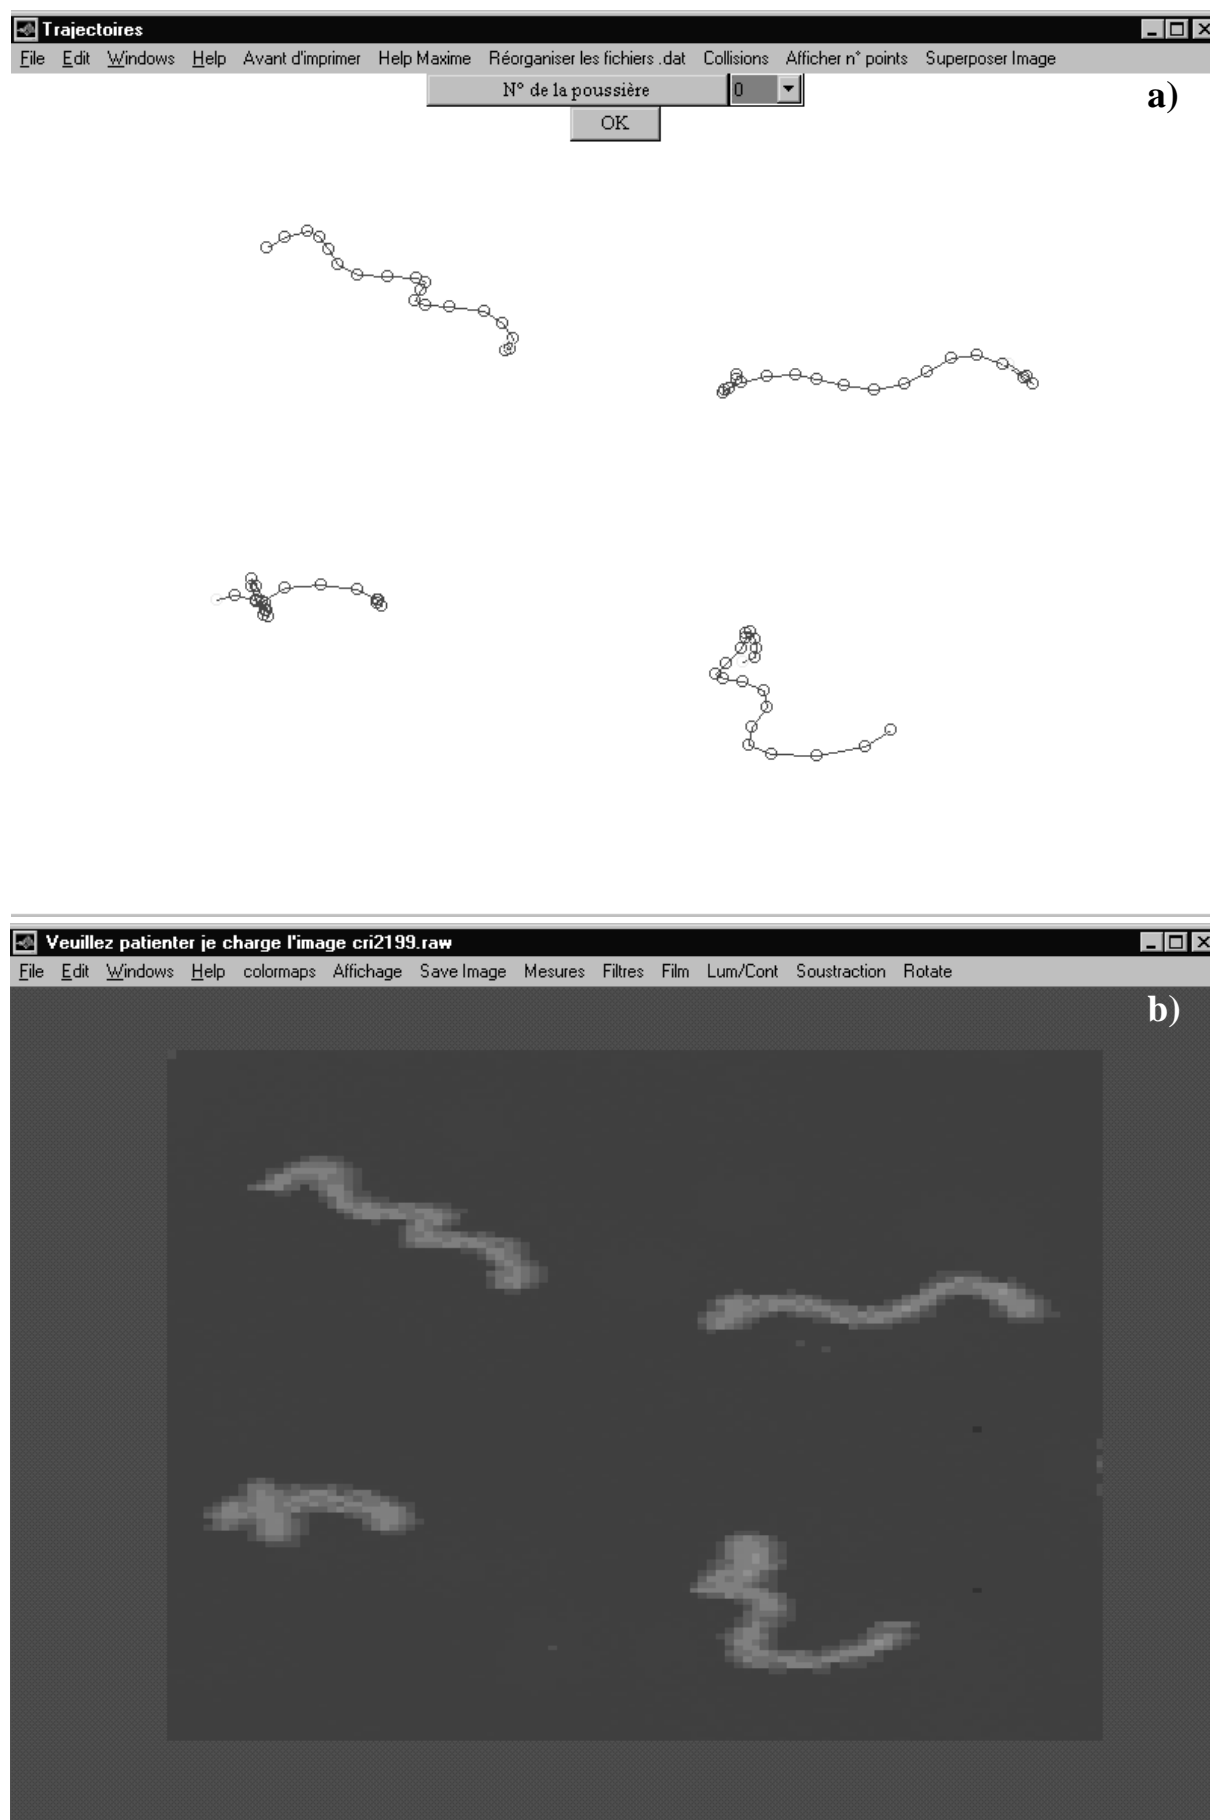 Trajectoires
File Edit Windows Help Avant d'imprimer Help Maxime Réorganiser les fichiers .dat Collisions Afficher n° points Superposer Image
N° de la poussière 0
a)
OK
Veuillez patienter je charge l'image cri2199.raw
File Edit Windows Help colormaps Affichage Save Image Mesures Filtres Film Lum/Cont Soustraction Rotate
b)